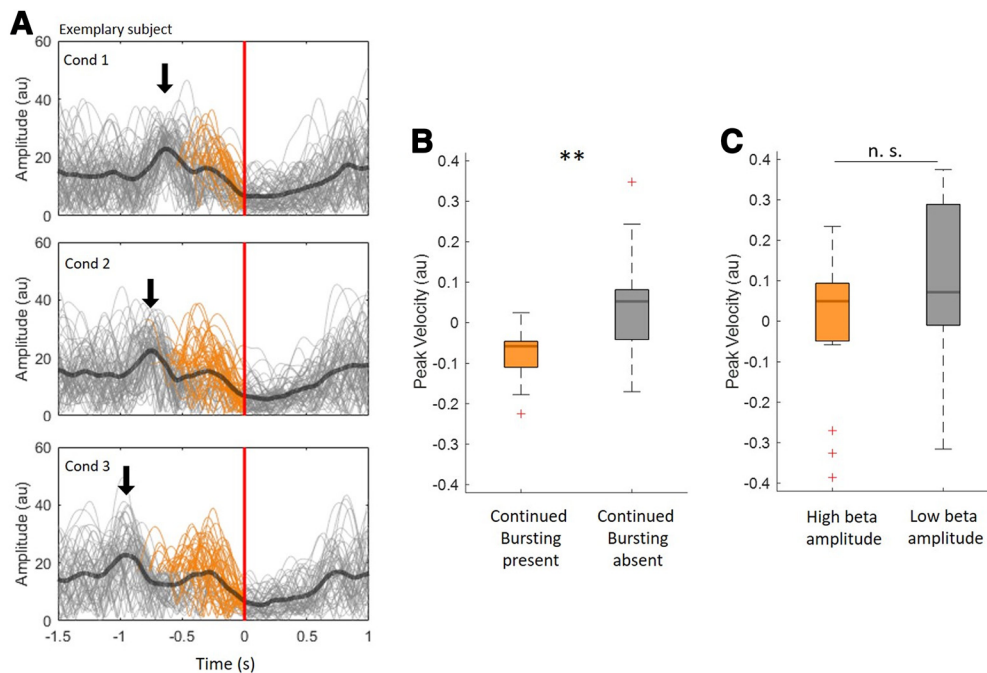 A
Exemplary subject
60
40
20
0
Amplitude (au)
Cond 1
60
40
20
0
Amplitude (au)
Cond 2
60
40
20
0
Amplitude (au)
Cond 3
-1.5 -1 -0.5 0 0.5 1
Time (s)
B
**
0.4
0.3
0.2
0.1
0
-0.1
-0.2
-0.3
-0.4
Peak Velocity (au)
Continued
Bursting
present
Continued
Bursting
absent
C
n. s.
0.4
0.3
0.2
0.1
0
-0.1
-0.2
-0.3
-0.4
Peak Velocity (au)
High beta
amplitude
Low beta
amplitude